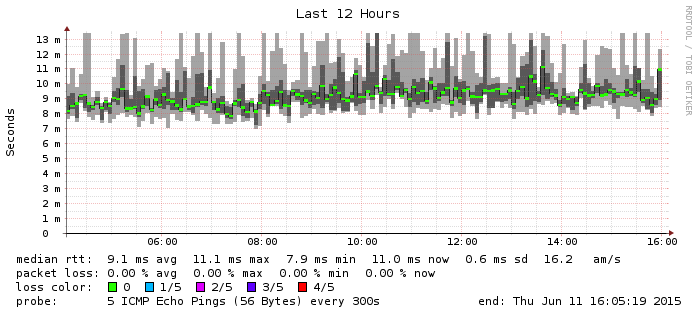 Last 12 Hours
RRDTOOL / TOBI OETIKER
Seconds
13 m
12 m
11 m
10 m
9 m
8 m
7 m
6 m
5 m
4 m
3 m
2 m
1 m
0
06:00 08:00 10:00 12:00 14:00 16:00
median rtt: 9.1 ms avg 11.1 ms max 7.9 ms min 11.0 ms now 0.6 ms sd 16.2 am/s
packet loss: 0.00 % avg 0.00 % max 0.00 % min 0.00 % now
loss color: 0 1/5 2/5 3/5 4/5
probe: 5 ICMP Echo Pings (56 Bytes) every 300s end: Thu Jun 11 16:05:19 2015